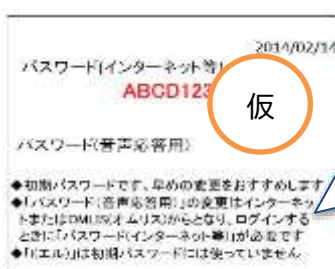 2014/02/14
パスワード(インターネット等)
ABCD123
仮
パスワード(音声応答用)
◆初期パスワードです、早めの変更をおすすめします
◆「パスワード(音声応答用)」の変更はインターネッ
トまたはOMLIS(オムリス)からとなり、ログインする
ときに「パスワード(インターネット等)」が必要です
◆「l(エル)」は初期パスワードには使っていません